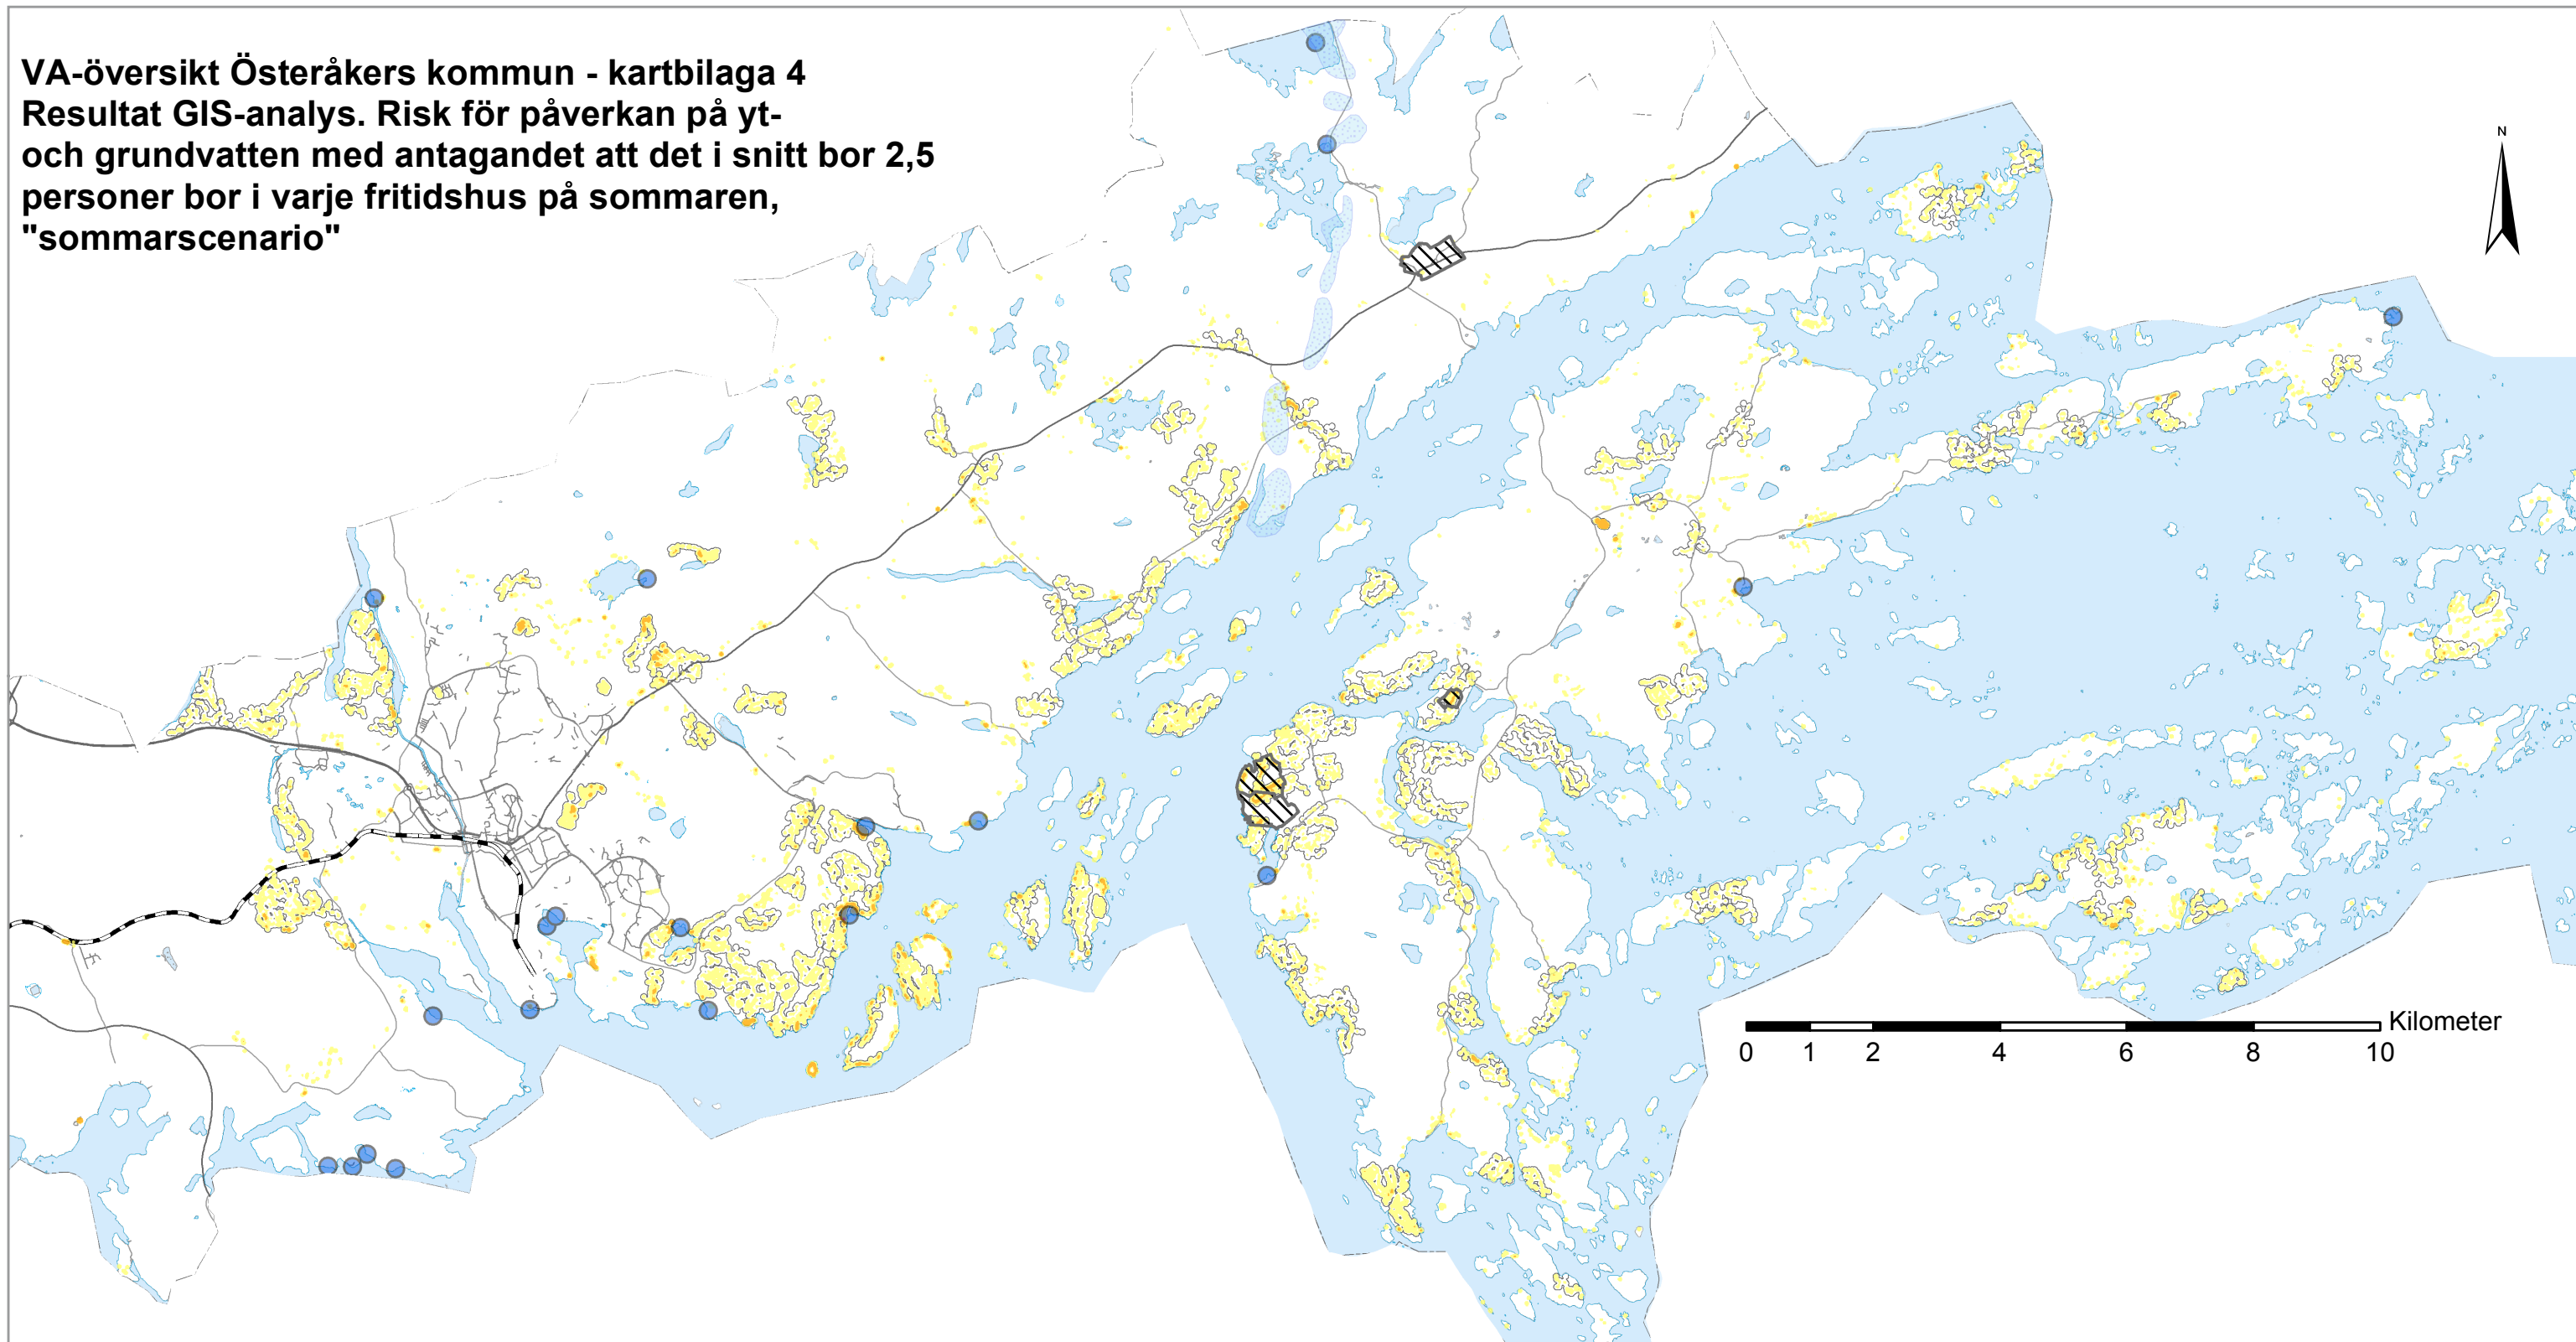 VA-översikt Österåkers kommun - kartbilaga 4
Resultat GIS-analys. Risk för påverkan på yt-
och grundvatten med antagandet att det i snitt bor 2,5
personer bor i varje fritidshus på sommaren,
"sommarscenario"
N
Kilometer
0 1 2 4 6 8 10